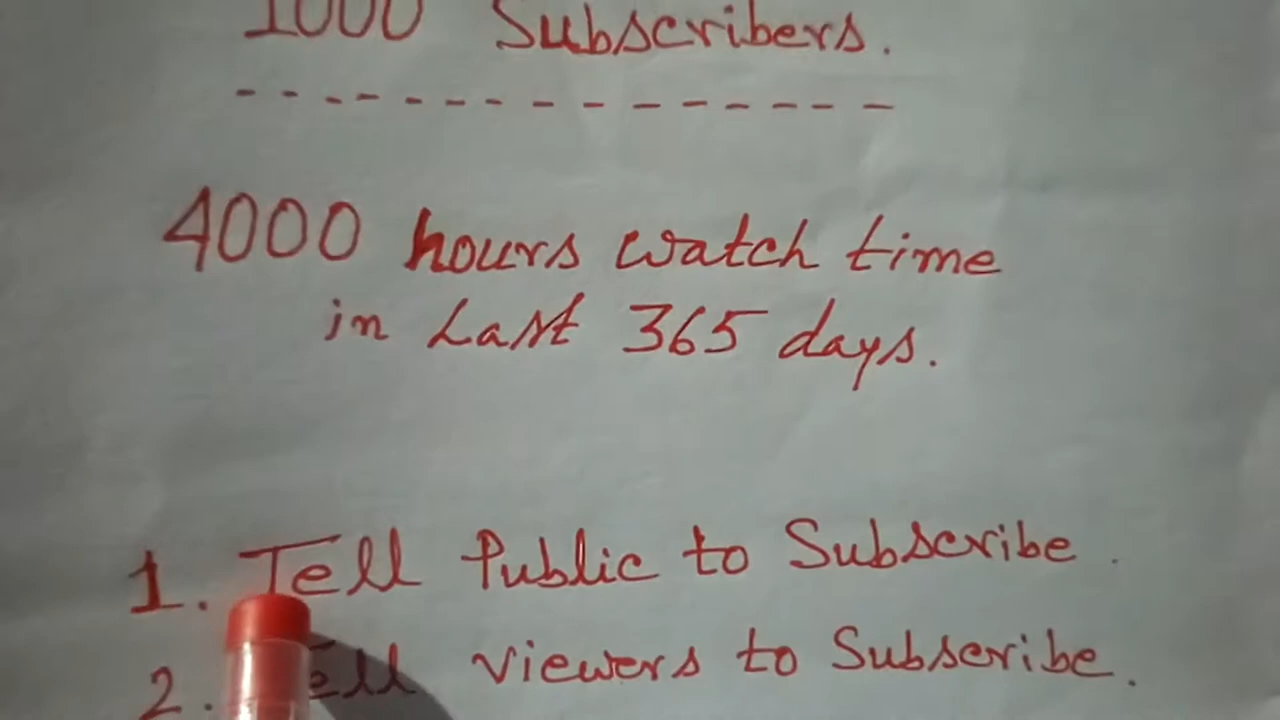 1000 Subscribers.
4000 hours watch time
in Last 365 days.
1. Tell Public to Subscribe.
2. Tell viewers to Subscribe.